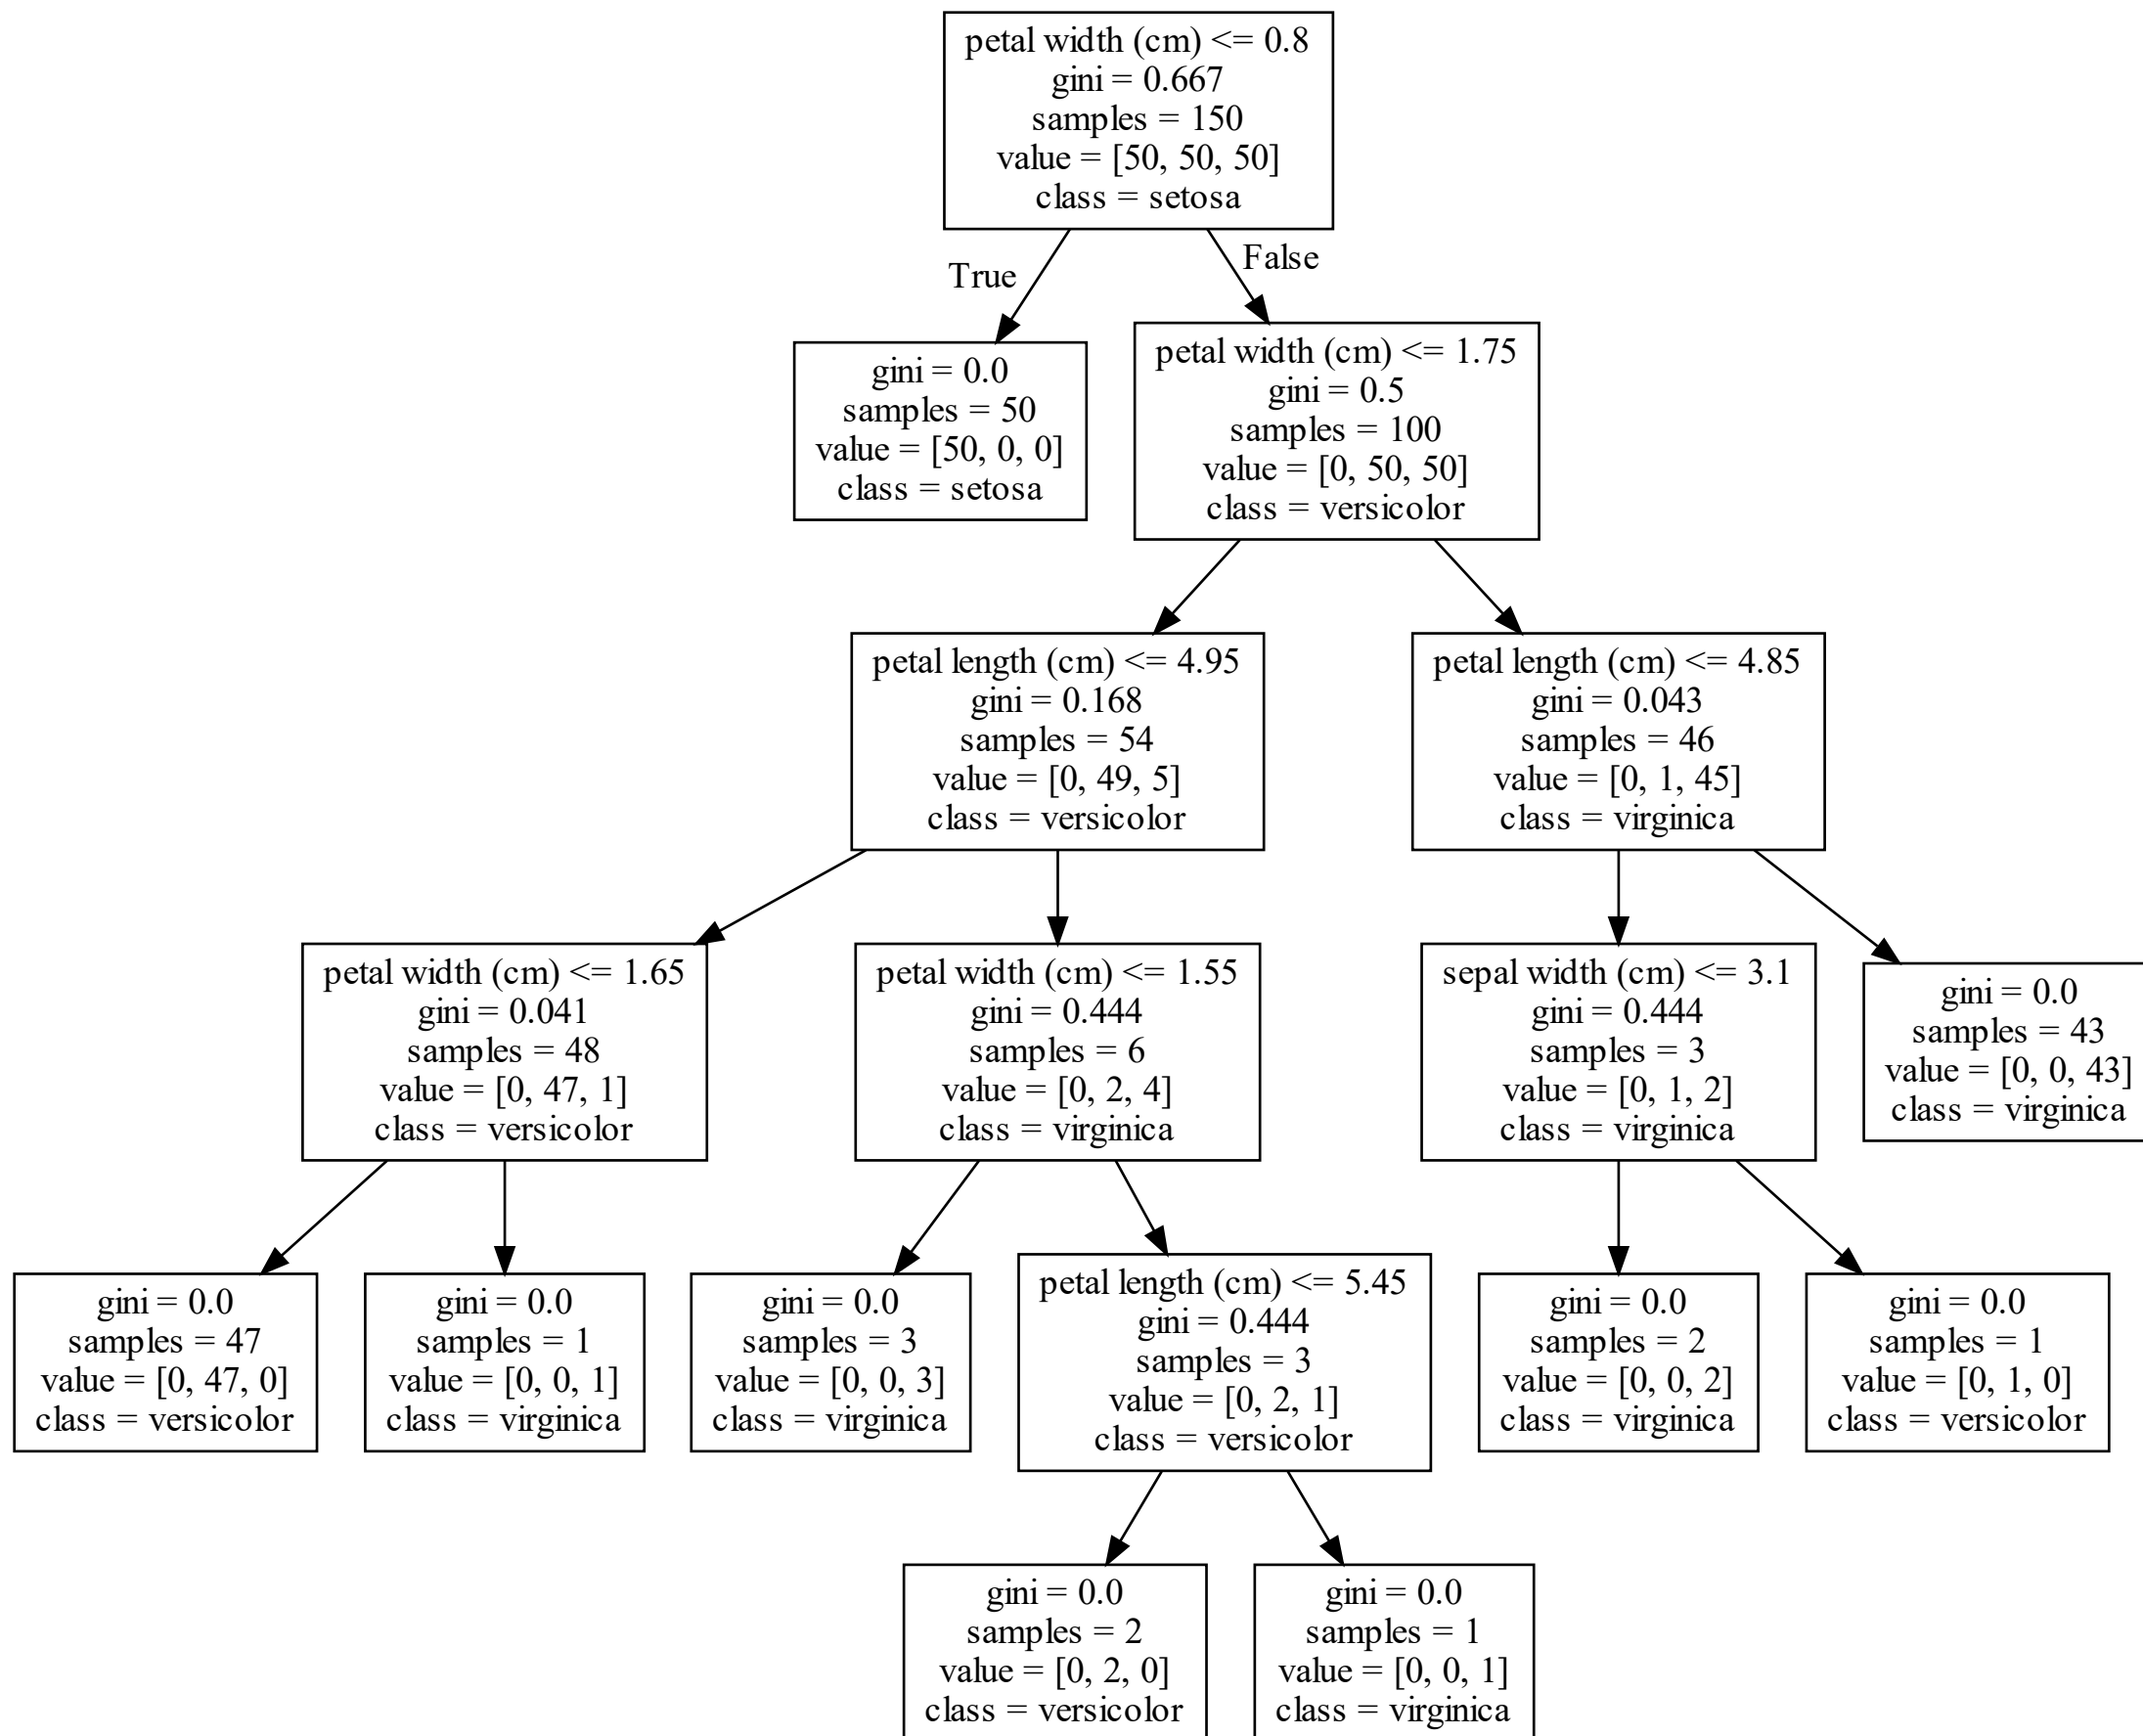 petal width (cm) <= 0.8
gini = 0.667
samples = 150
value = [50, 50, 50]
class = setosa
True
False
gini = 0.0
samples = 50
value = [50, 0, 0]
class = setosa
petal width (cm) <= 1.75
gini = 0.5
samples = 100
value = [0, 50, 50]
class = versicolor
petal length (cm) <= 4.95
gini = 0.168
samples = 54
value = [0, 49, 5]
class = versicolor
petal length (cm) <= 4.85
gini = 0.043
samples = 46
value = [0, 1, 45]
class = virginica
petal width (cm) <= 1.65
gini = 0.041
samples = 48
value = [0, 47, 1]
class = versicolor
petal width (cm) <= 1.55
gini = 0.444
samples = 6
value = [0, 2, 4]
class = virginica
sepal width (cm) <= 3.1
gini = 0.444
samples = 3
value = [0, 1, 2]
class = virginica
gini = 0.0
samples = 43
value = [0, 0, 43]
class = virginica
gini = 0.0
samples = 47
value = [0, 47, 0]
class = versicolor
gini = 0.0
samples = 1
value = [0, 0, 1]
class = virginica
gini = 0.0
samples = 3
value = [0, 0, 3]
class = virginica
petal length (cm) <= 5.45
gini = 0.444
samples = 3
value = [0, 2, 1]
class = versicolor
gini = 0.0
samples = 2
value = [0, 0, 2]
class = virginica
gini = 0.0
samples = 1
value = [0, 1, 0]
class = versicolor
gini = 0.0
samples = 2
value = [0, 2, 0]
class = versicolor
gini = 0.0
samples = 1
value = [0, 0, 1]
class = virginica